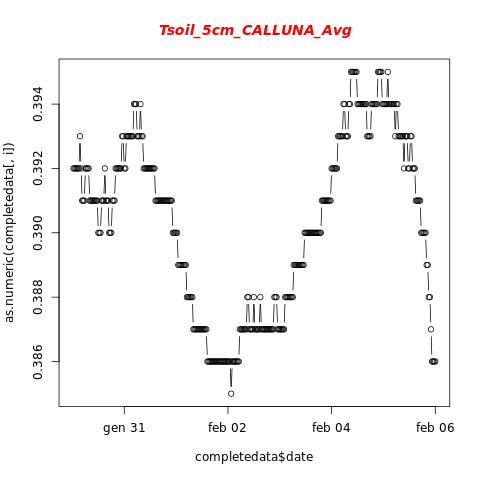 Tsoil_5cm_CALLUNA_Avg
as.numeric(completedata[, i])
0.394
0.392
0.390
0.388
0.386
gen 31
feb 02
feb 04
feb 06
completedata$date